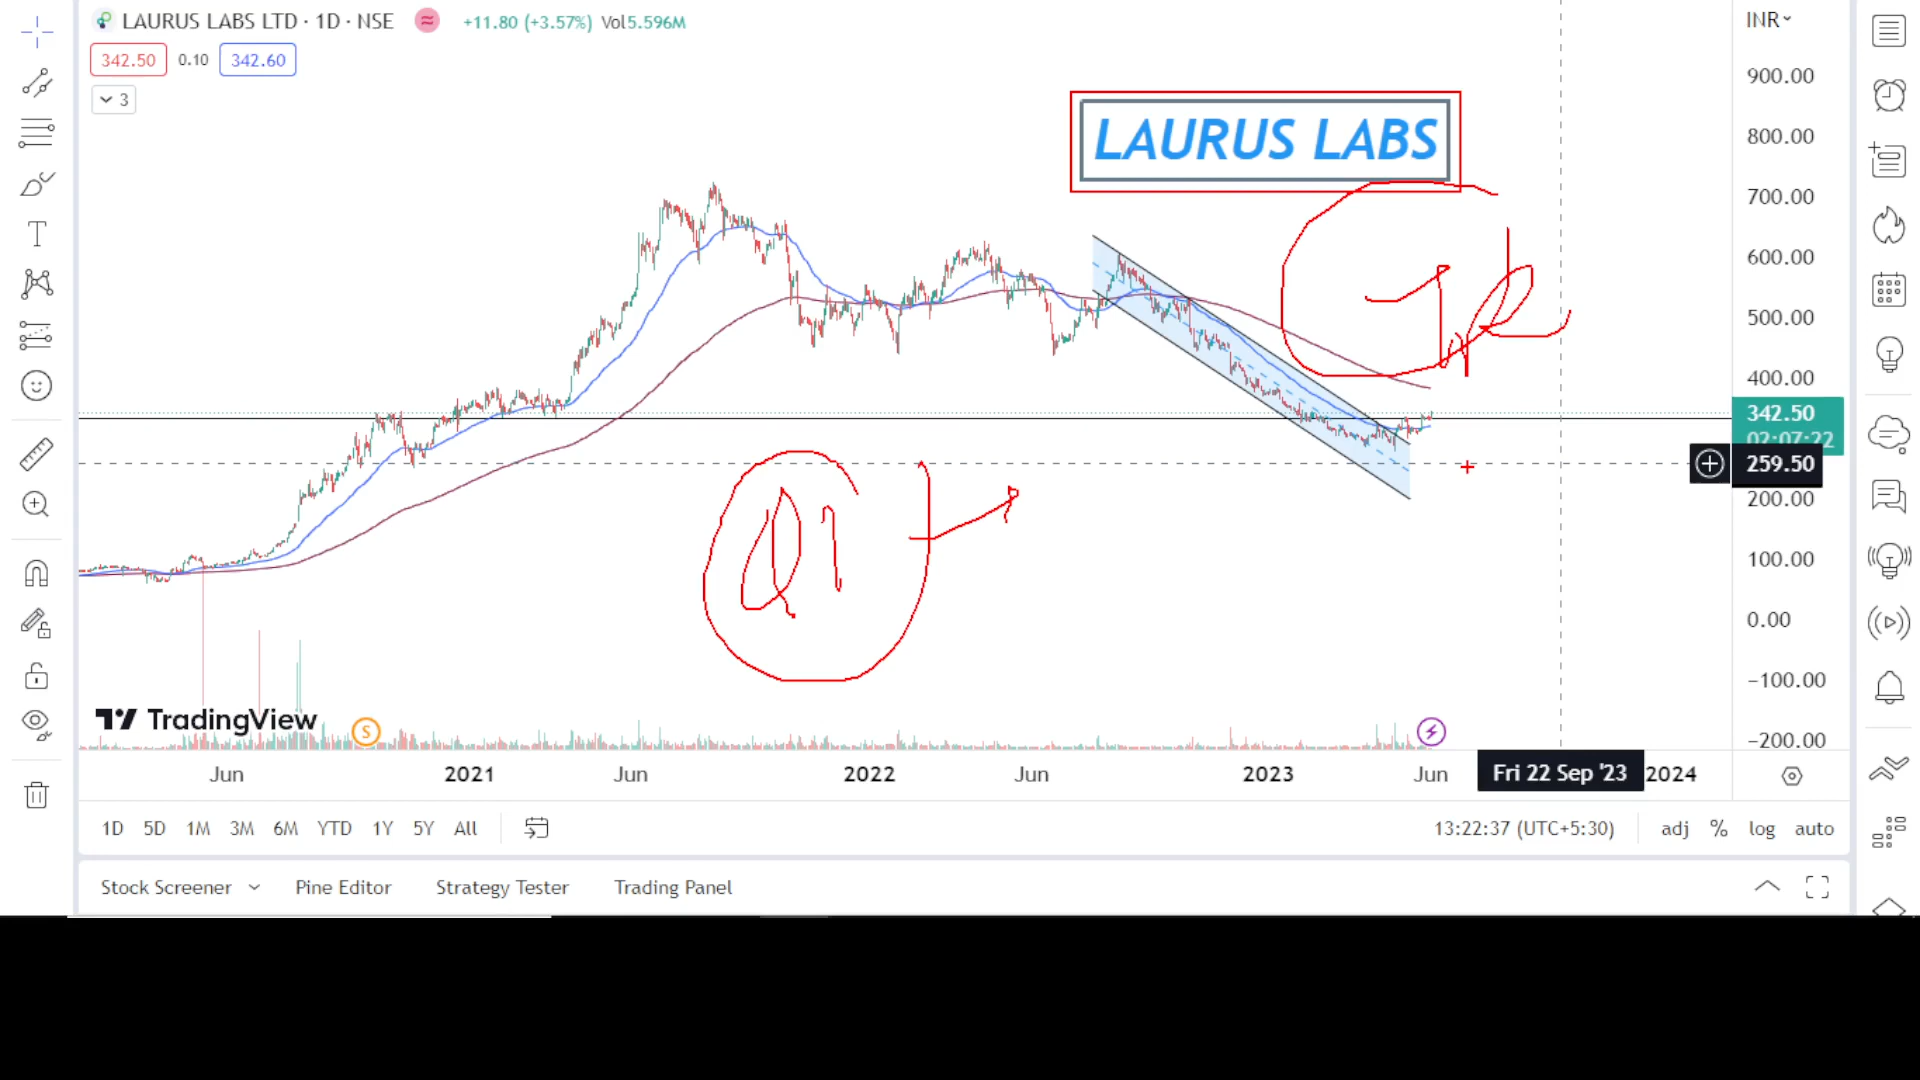 LAURUS LABS LTD · 1D · NSE +11.80 (+3.57%) Vol5.596M
INR
342.50 0.10 342.60
3
900.00
LAURUS LABS
800.00
700.00
600.00
500.00
400.00
342.50
02:07:22
259.50
200.00
Q1
100.00
0.00
−100.00
TradingView
S
−200.00
Jun 2021 Jun 2022 Jun 2023 Jun Fri 22 Sep '23 2024
1D 5D 1M 3M 6M YTD 1Y 5Y All 13:22:37 (UTC+5:30) adj % log auto
Stock Screener Pine Editor Strategy Tester Trading Panel